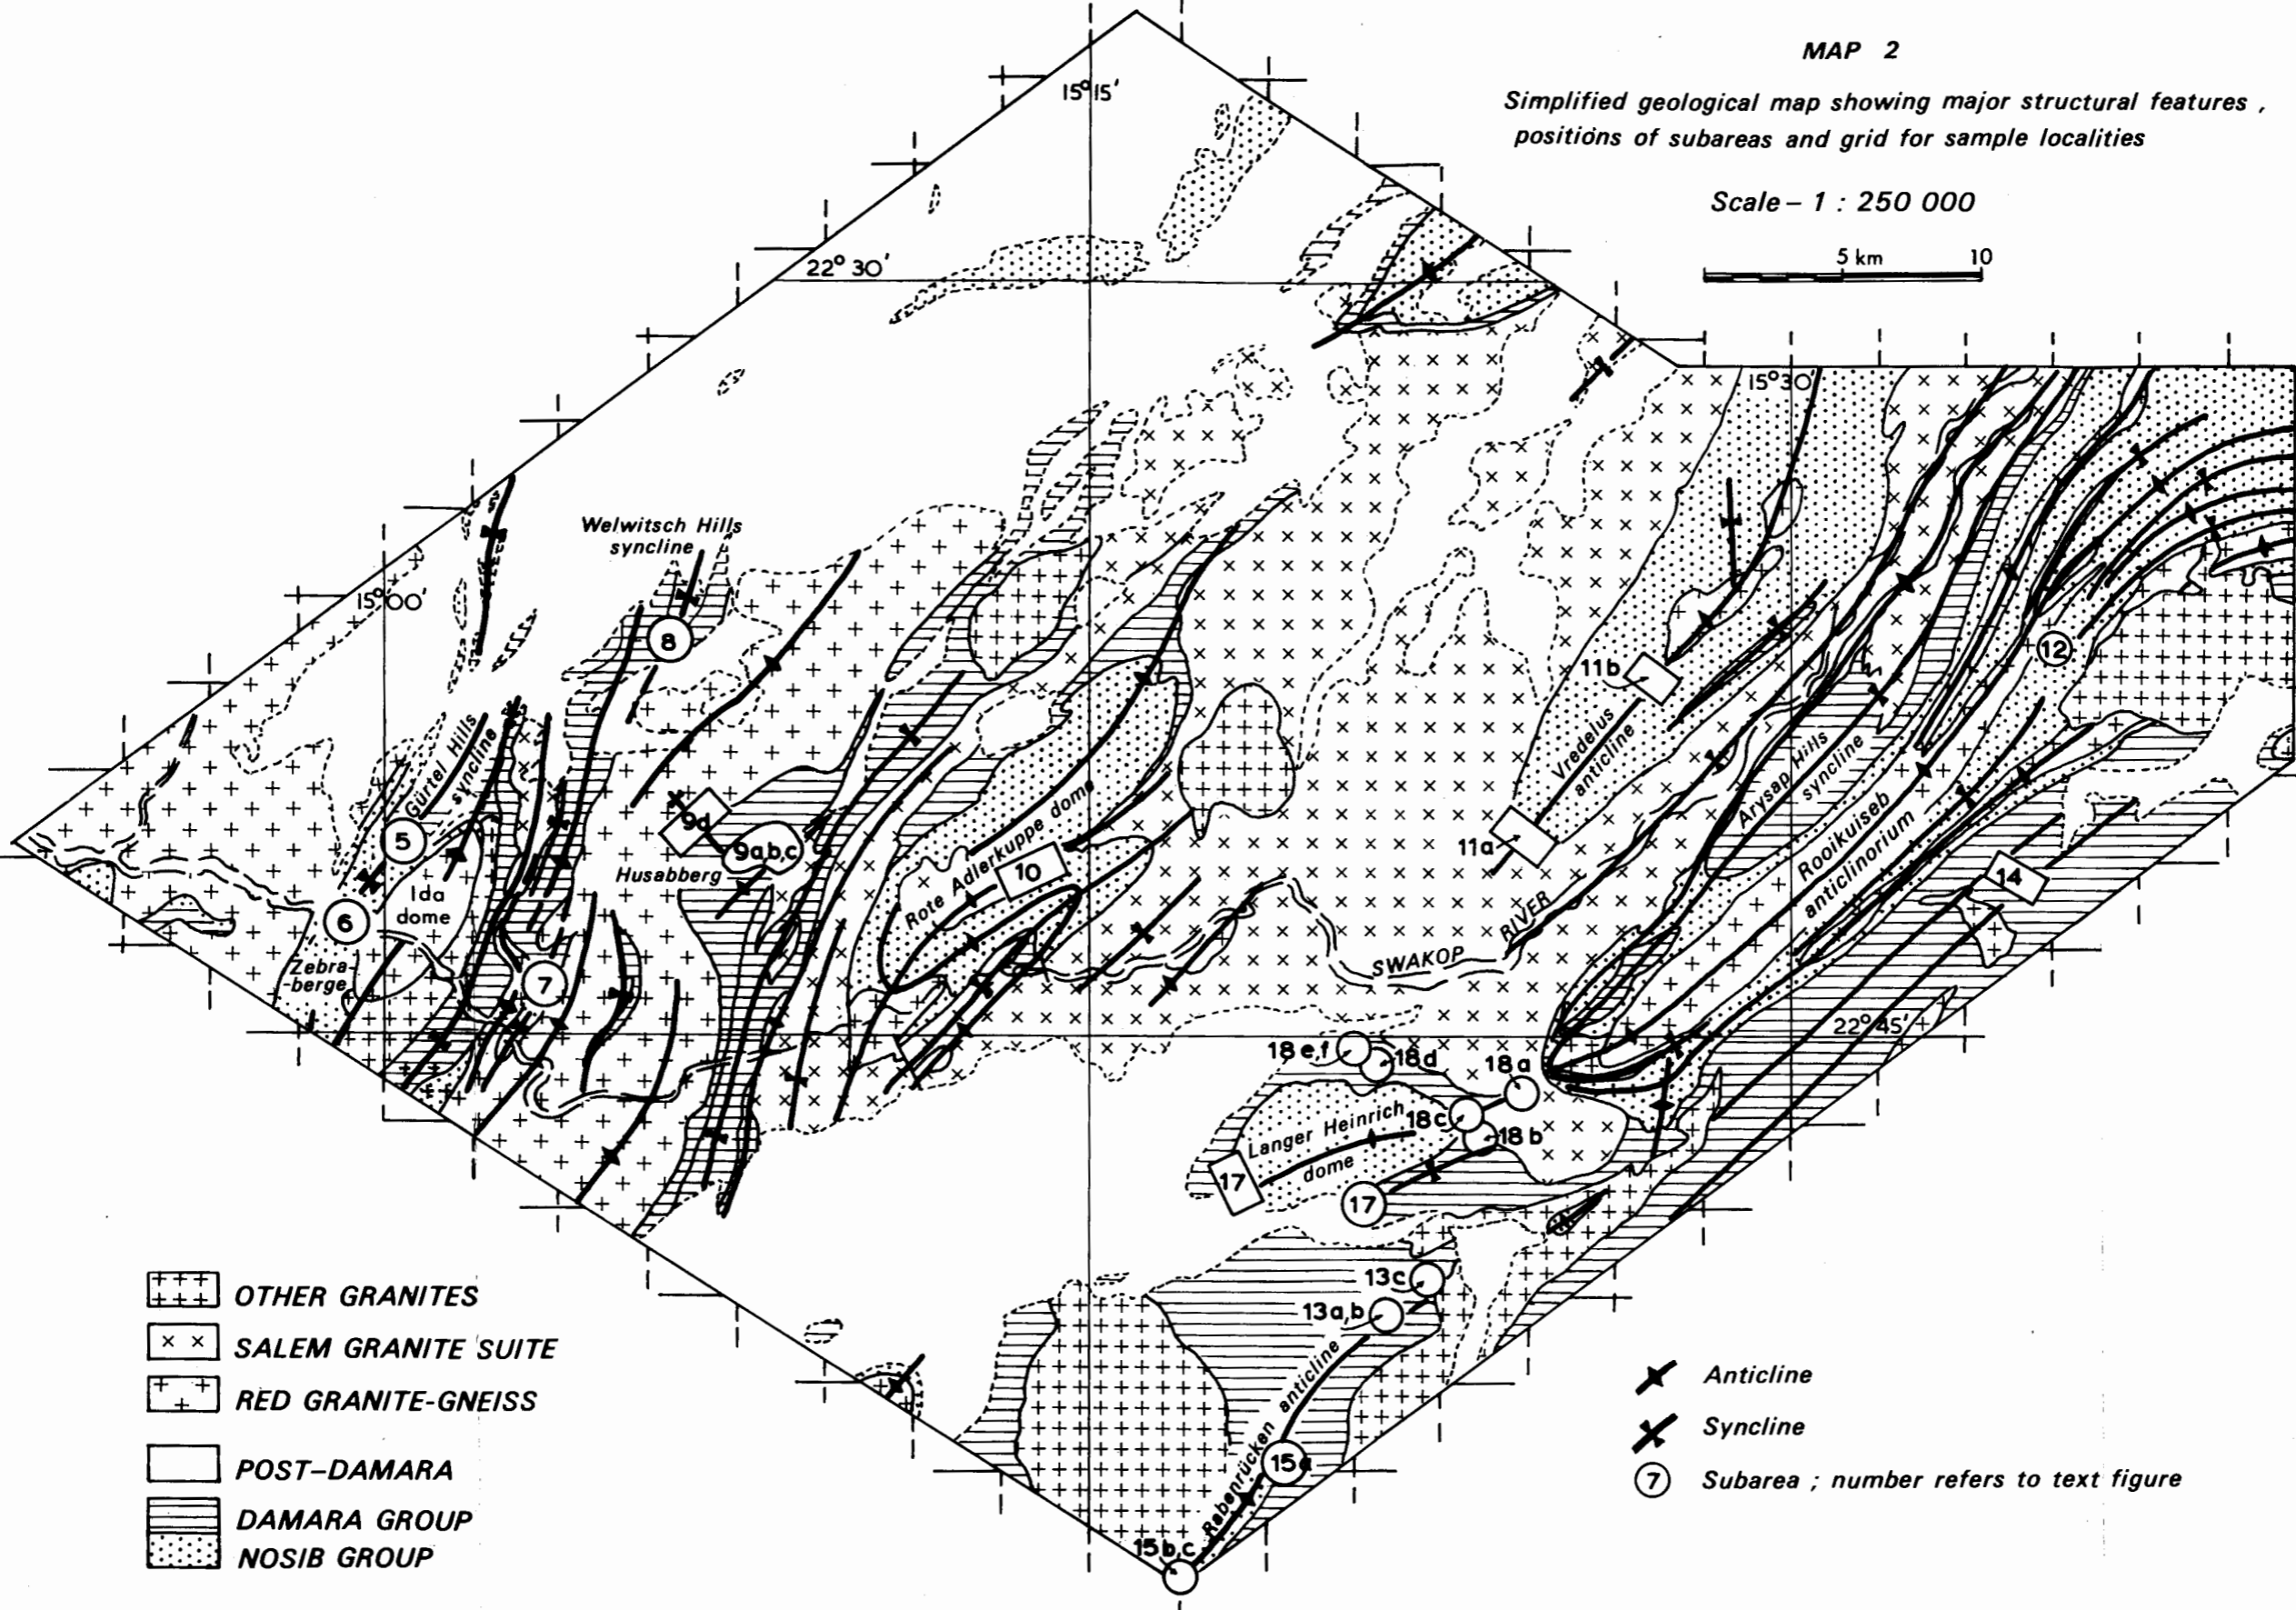 MAP 2
Simplified geological map showing major structural features ,
positions of subareas and grid for sample localities
Scale – 1 : 250 000
5 km 10
15°15'
22° 30'
15°30'
Welwitsch Hills
syncline
15°00'
8
12
11b
Vredelus
anticline
Gürtel Hills
syncline
Arysap Hills
syncline
9d
9a,b,c
5
Husabberg
Rote Adlerkuppe dome
10
11a
Rooikuiseb
anticlinorium
14
Ida
dome
6
RIVER
SWAKOP
Zebra-
-berge
7
22° 45'
18e,f
18d
18a
Langer Heinrich
dome
18c
18b
17
17
13c
13a,b
Rabenrücken anticline
15a
15b,c
OTHER GRANITES
SALEM GRANITE SUITE
RED GRANITE-GNEISS
POST–DAMARA
DAMARA GROUP
NOSIB GROUP
Anticline
Syncline
7 Subarea ; number refers to text figure